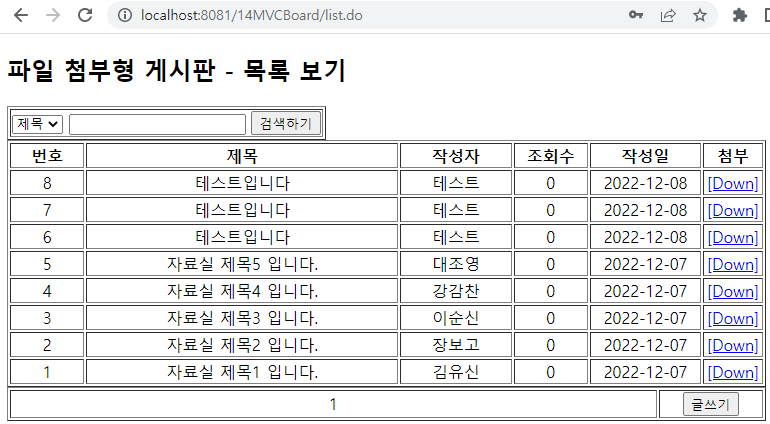 localhost:8081/14MVCBoard/list.do
파일 첨부형 게시판 - 목록 보기
제목 검색하기
번호 제목 작성자 조회수 작성일 첨부
8 테스트입니다 테스트 0 2022-12-08 [Down]
7 테스트입니다 테스트 0 2022-12-08 [Down]
6 테스트입니다 테스트 0 2022-12-08 [Down]
5 자료실 제목5 입니다. 대조영 0 2022-12-07 [Down]
4 자료실 제목4 입니다. 강감찬 0 2022-12-07 [Down]
3 자료실 제목3 입니다. 이순신 0 2022-12-07 [Down]
2 자료실 제목2 입니다. 장보고 0 2022-12-07 [Down]
1 자료실 제목1 입니다. 김유신 0 2022-12-07 [Down]
1 글쓰기